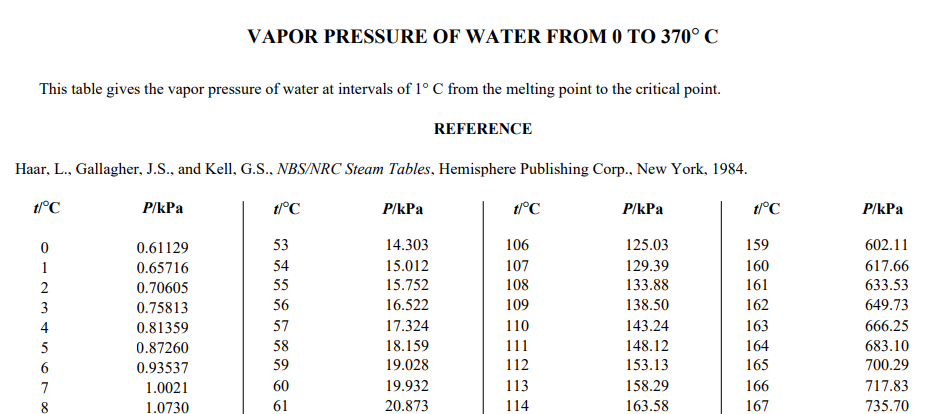 VAPOR PRESSURE OF WATER FROM 0 TO 370° C
This table gives the vapor pressure of water at intervals of 1° C from the melting point to the critical point.
REFERENCE
Haar, L., Gallagher, J.S., and Kell, G.S., NBS/NRC Steam Tables, Hemisphere Publishing Corp., New York, 1984.
t/°C P/kPa t/°C P/kPa t/°C P/kPa t/°C P/kPa
0 0.61129 53 14.303 106 125.03 159 602.11
1 0.65716 54 15.012 107 129.39 160 617.66
2 0.70605 55 15.752 108 133.88 161 633.53
3 0.75813 56 16.522 109 138.50 162 649.73
4 0.81359 57 17.324 110 143.24 163 666.25
5 0.87260 58 18.159 111 148.12 164 683.10
6 0.93537 59 19.028 112 153.13 165 700.29
7 1.0021 60 19.932 113 158.29 166 717.83
8 1.0730 61 20.873 114 163.58 167 735.70